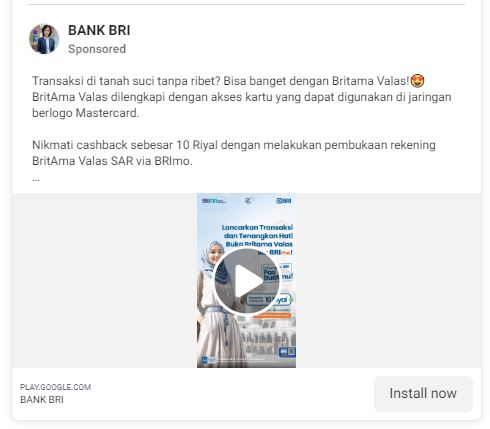 BANK BRI
Sponsored
Transaksi di tanah suci tanpa ribet? Bisa banget dengan Britama Valas!😍
BritAma Valas dilengkapi dengan akses kartu yang dapat digunakan di jaringan
berlogo Mastercard.
Nikmati cashback sebesar 10 Riyal dengan melakukan pembukaan rekening
BritAma Valas SAR via BRImo.
...
BRI
Lancarkan Transaksi
dan Tenangkan Hati
Buka Britama Valas
via BRImo!
10 Riyal
BRI
PLAY.GOOGLE.COM
BANK BRI
Install now